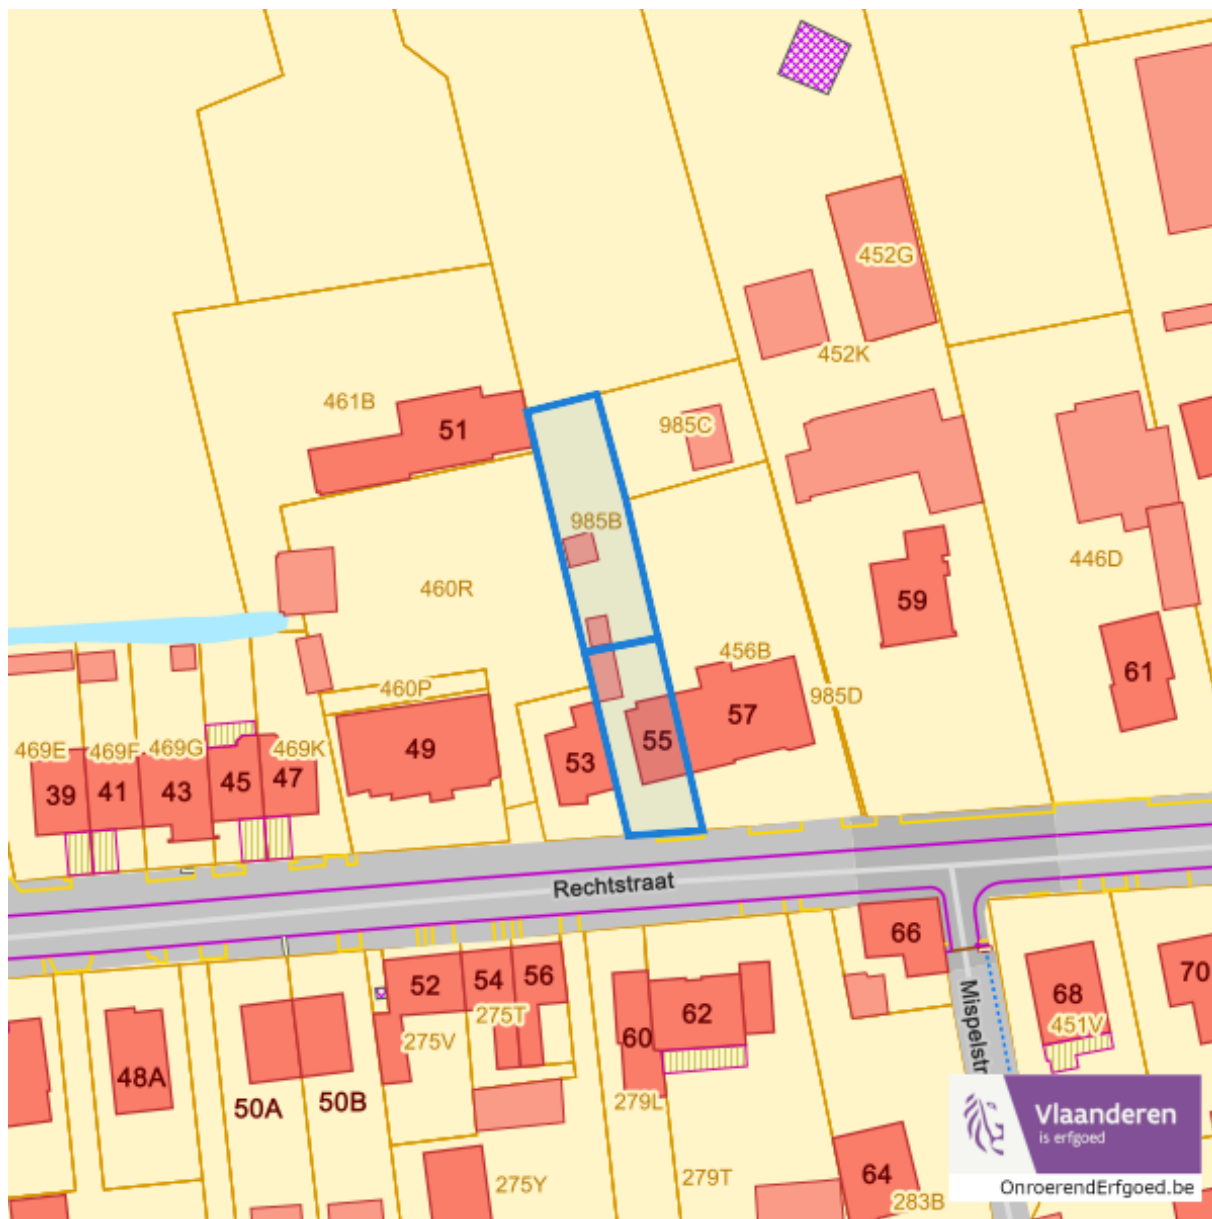 452G
452K
461B
51
985C
985B
460R
446D
59
456B
61
460P
985D
57
49
55
53
469E
469F
469G
469K
39
41
43
45
47
Rechtstraat
66
52
54
56
275T
275V
60
62
68
451V
70
Mispelstr
48A
50A
50B
279L
279T
275Y
64
283B
Vlaanderen
is erfgoed
OnroerendErfgoed.be